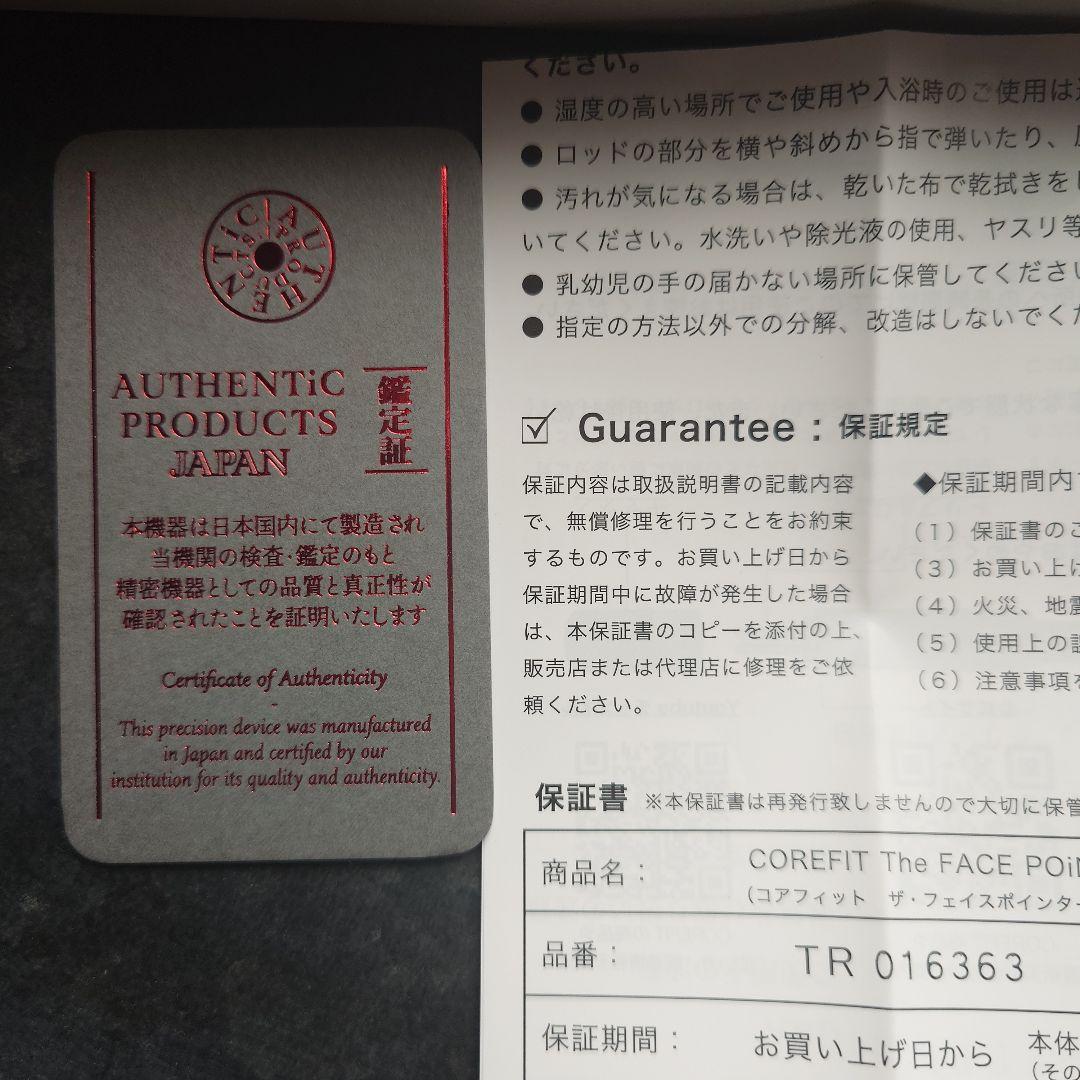 AUTHENTiC PRODUCTS
AUTHENTiC
PRODUCTS
JAPAN
鑑定証
本機器は日本国内にて製造され
当機関の検査・鑑定のもと
精密機器としての品質と真正性が
確認されたことを証明いたします
Certificate of Authenticity
-
This precision device was manufactured
in Japan and certified by our
institution for its quality and authenticity.
ください。
● 湿度の高い場所でご使用や入浴時のご使用は
● ロッドの部分を横や斜めから指で弾いたり、
● 汚れが気になる場合は、乾いた布で乾拭きを
いてください。水洗いや除光液の使用、ヤスリ等
● 乳幼児の手の届かない場所に保管してください
● 指定の方法以外での分解、改造はしないでくだ
☑ Guarantee：保証規定
保証内容は取扱説明書の記載内容
で、無償修理を行うことをお約束
するものです。お買い上げ日から
保証期間中に故障が発生した場合
は、本保証書のコピーを添付の上、
販売店または代理店に修理をご依
頼ください。
◆保証期間内
（1）保証書のご
（3）お買い上げ
（4）火災、地震
（5）使用上の誤
（6）注意事項を
保証書 ※本保証書は再発行致しませんので大切に保管
商品名： COREFIT The FACE POiN
（コアフィット ザ・フェイスポインター
品番： TR 016363
保証期間： お買い上げ日から 本体
（その